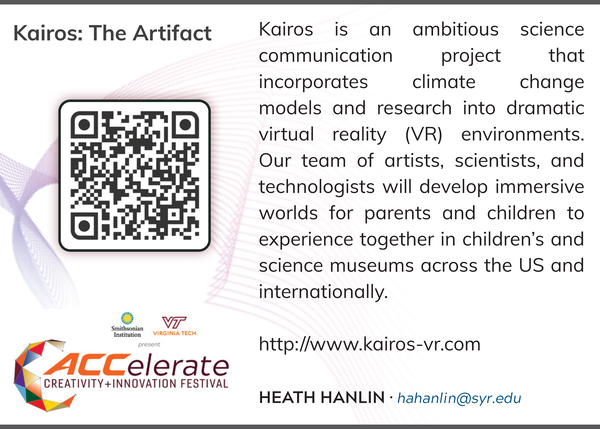 Kairos: The Artifact
Kairos is an ambitious science
communication project that
incorporates climate change
models and research into dramatic
virtual reality (VR) environments.
Our team of artists, scientists, and
technologists will develop immersive
worlds for parents and children to
experience together in children’s and
science museums across the US and
internationally.
http://www.kairos-vr.com
HEATH HANLIN · hahanlin@syr.edu
Smithsonian
Institution
VT
VIRGINIA TECH.
present
ACCelerate
CREATIVITY+INNOVATION FESTIVAL